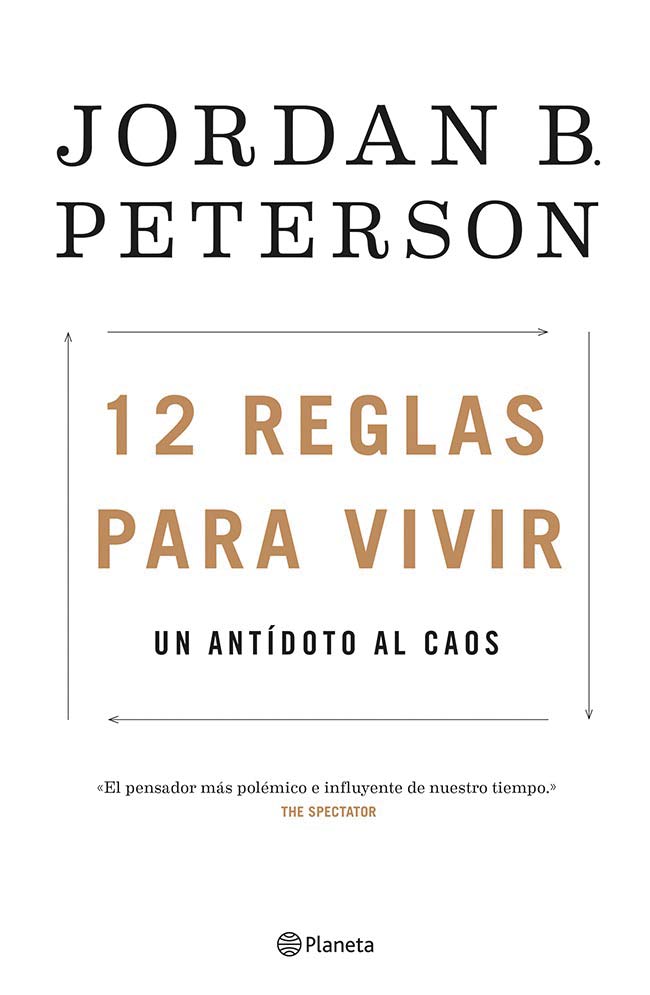 JORDAN B.
PETERSON
12 REGLAS
PARA VIVIR
UN ANTÍDOTO AL CAOS
«El pensador más polémico e influyente de nuestro tiempo.»
THE SPECTATOR
Planeta